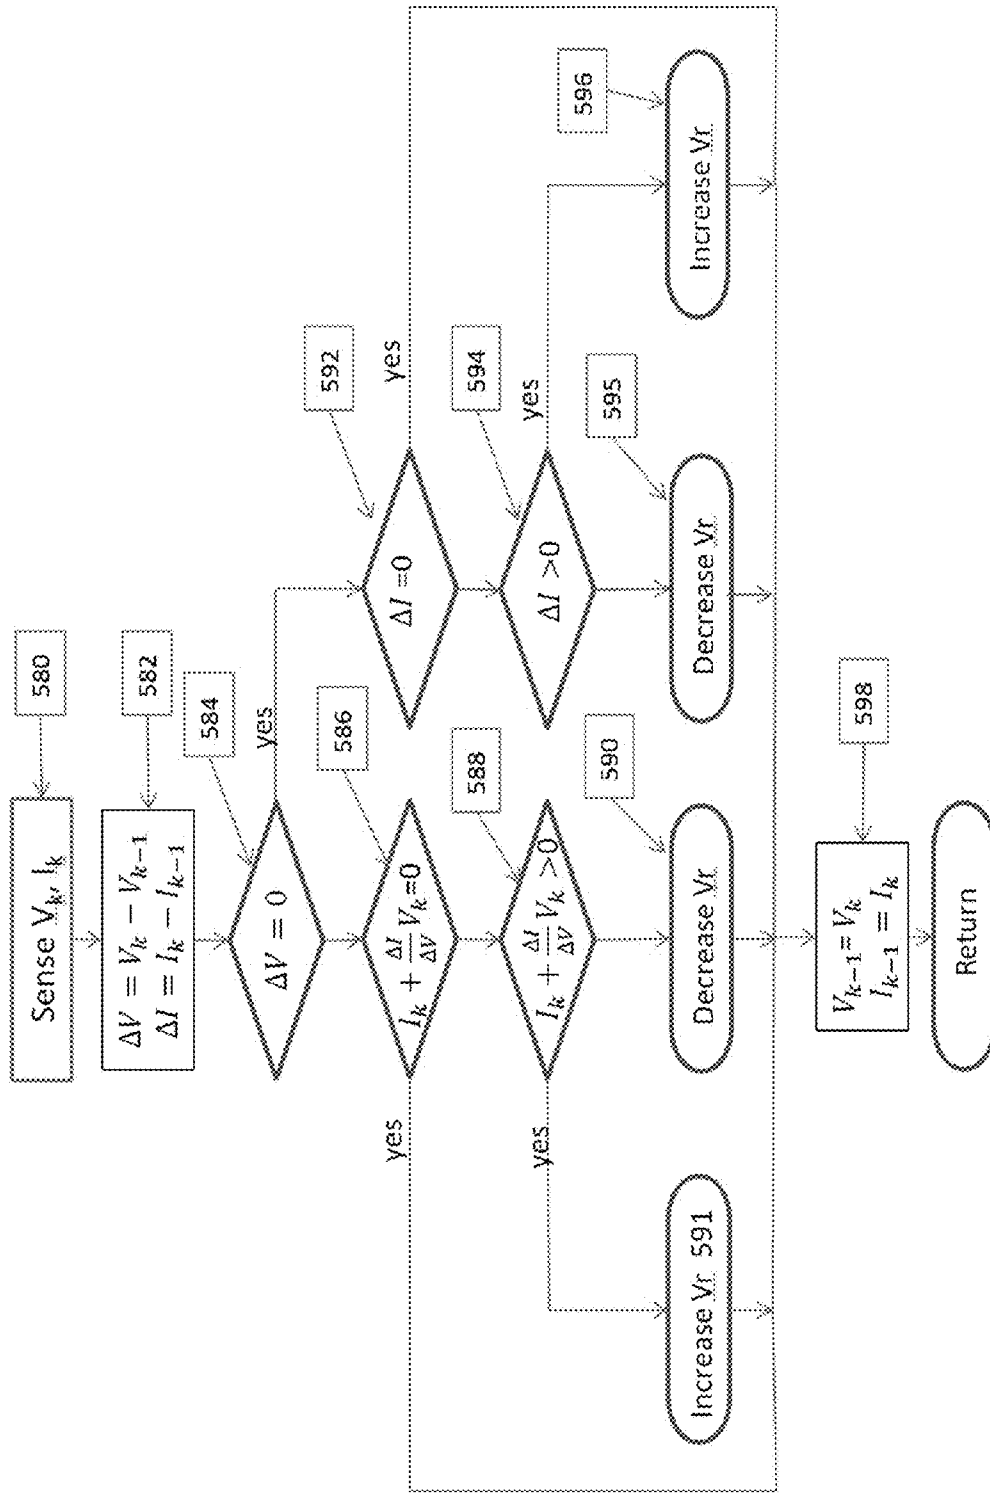 Sense V_k, I_k
580
ΔV = V_k − V_{k−1}
ΔI = I_k − I_{k−1}
582
ΔV = 0
584
yes
I_k + ΔI/ΔV V_k=0
586
yes
ΔI =0
592
yes
I_k + ΔI/ΔV V_k >0
588
yes
ΔI >0
594
yes
Increase Vr 591
Decrease Vr
590
Decrease Vr
595
Increase Vr
596
V_{k−1}= V_k
I_{k−1} = I_k
598
Return